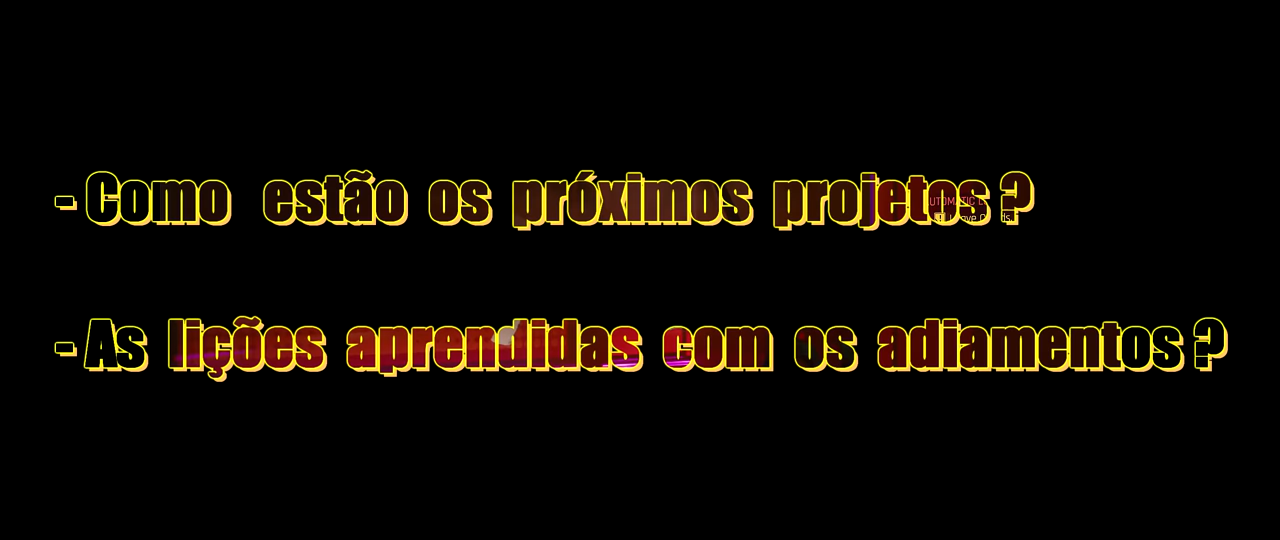 - Como estão os próximos projetos ?
- As lições aprendidas com os adiamentos ?